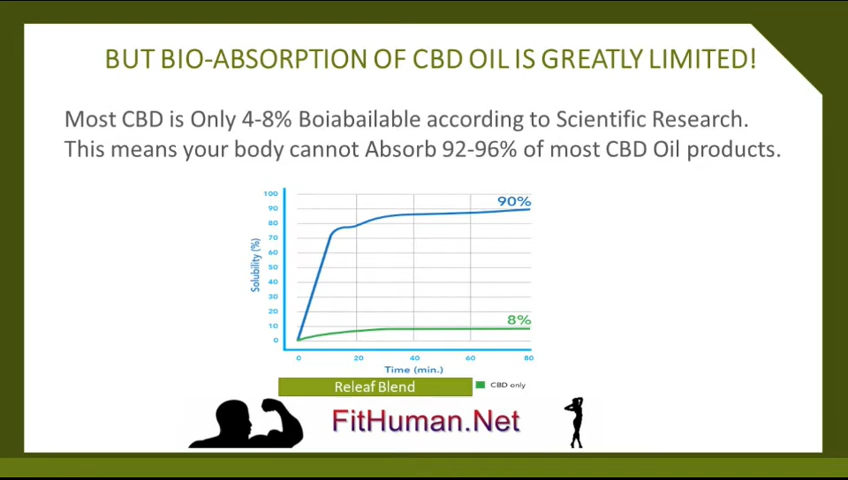 BUT BIO-ABSORPTION OF CBD OIL IS GREATLY LIMITED!
Most CBD is Only 4-8% Boiabailable according to Scientific Research.
This means your body cannot Absorb 92-96% of most CBD Oil products.
100
90
80
70
60
50
40
30
20
10
0
Solubility (%)
90%
8%
0 20 40 60 80
Time (min.)
Releaf Blend
CBD only
FitHuman.Net